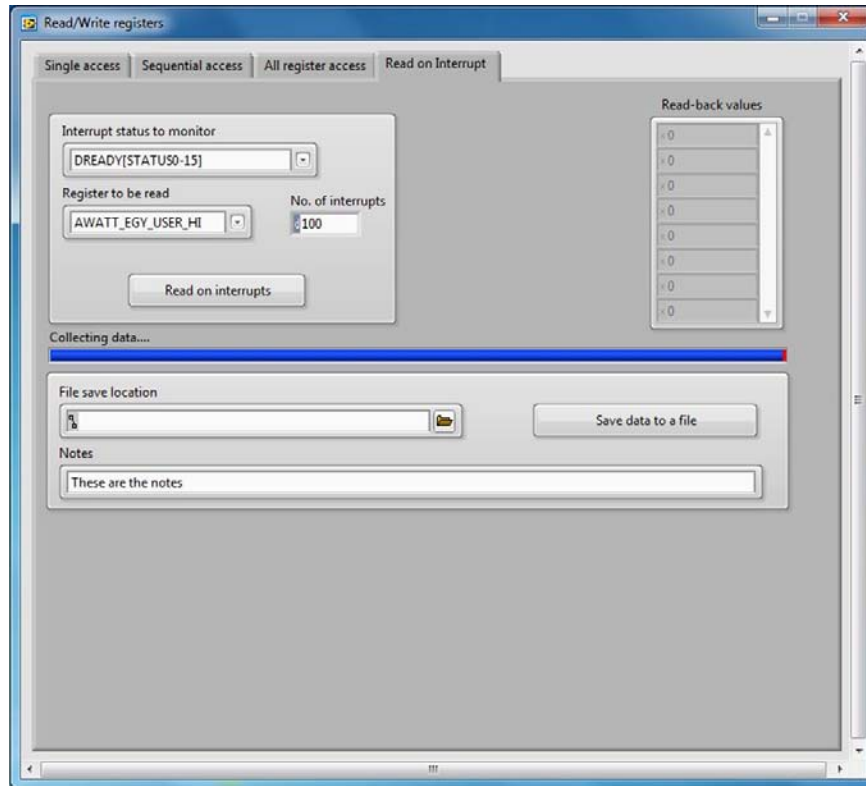 Read/Write registers
Single access
Sequential access
All register access
Read on Interrupt
Interrupt status to monitor
DREADY[STATUS0-15]
Register to be read
AWATT_EGY_USER_HI
No. of interrupts
100
Read on interrupts
Read-back values
x 0
x 0
x 0
x 0
x 0
x 0
x 0
x 0
Collecting data....
File save location
Save data to a file
Notes
These are the notes